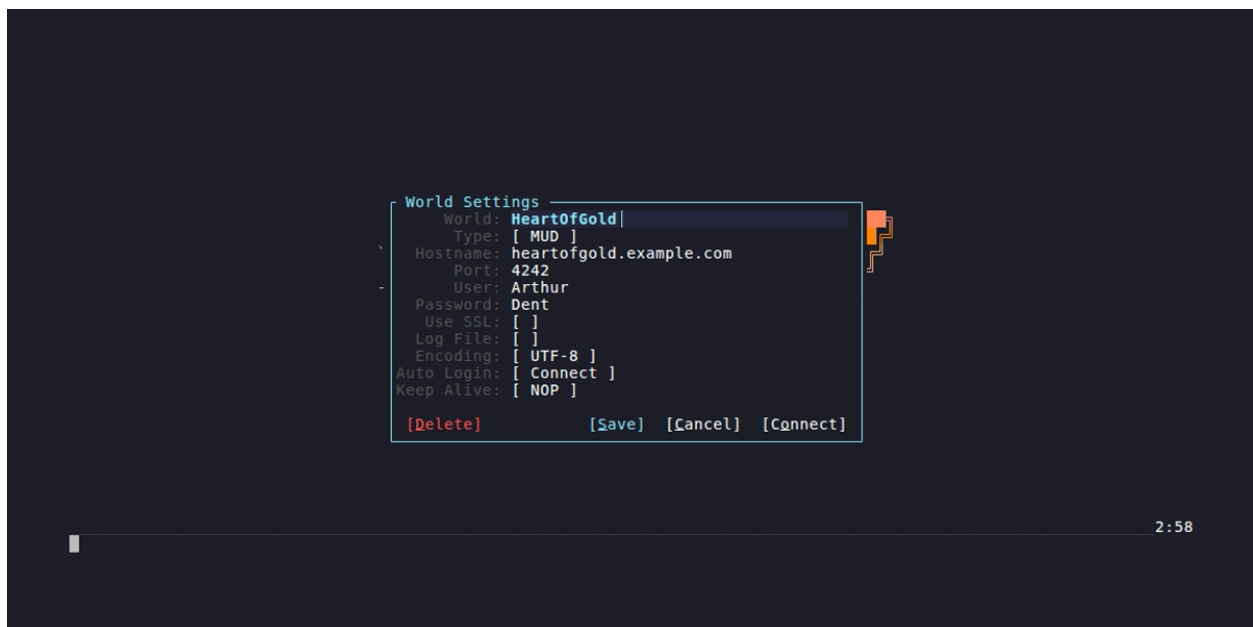 World Settings
World: HeartOfGold
Type: [ MUD ]
Hostname: heartofgold.example.com
Port: 4242
User: Arthur
Password: Dent
Use SSL: [ ]
Log File: [ ]
Encoding: [ UTF-8 ]
Auto Login: [ Connect ]
Keep Alive: [ NOP ]
[Delete] [Save] [Cancel] [Connect]
2:58